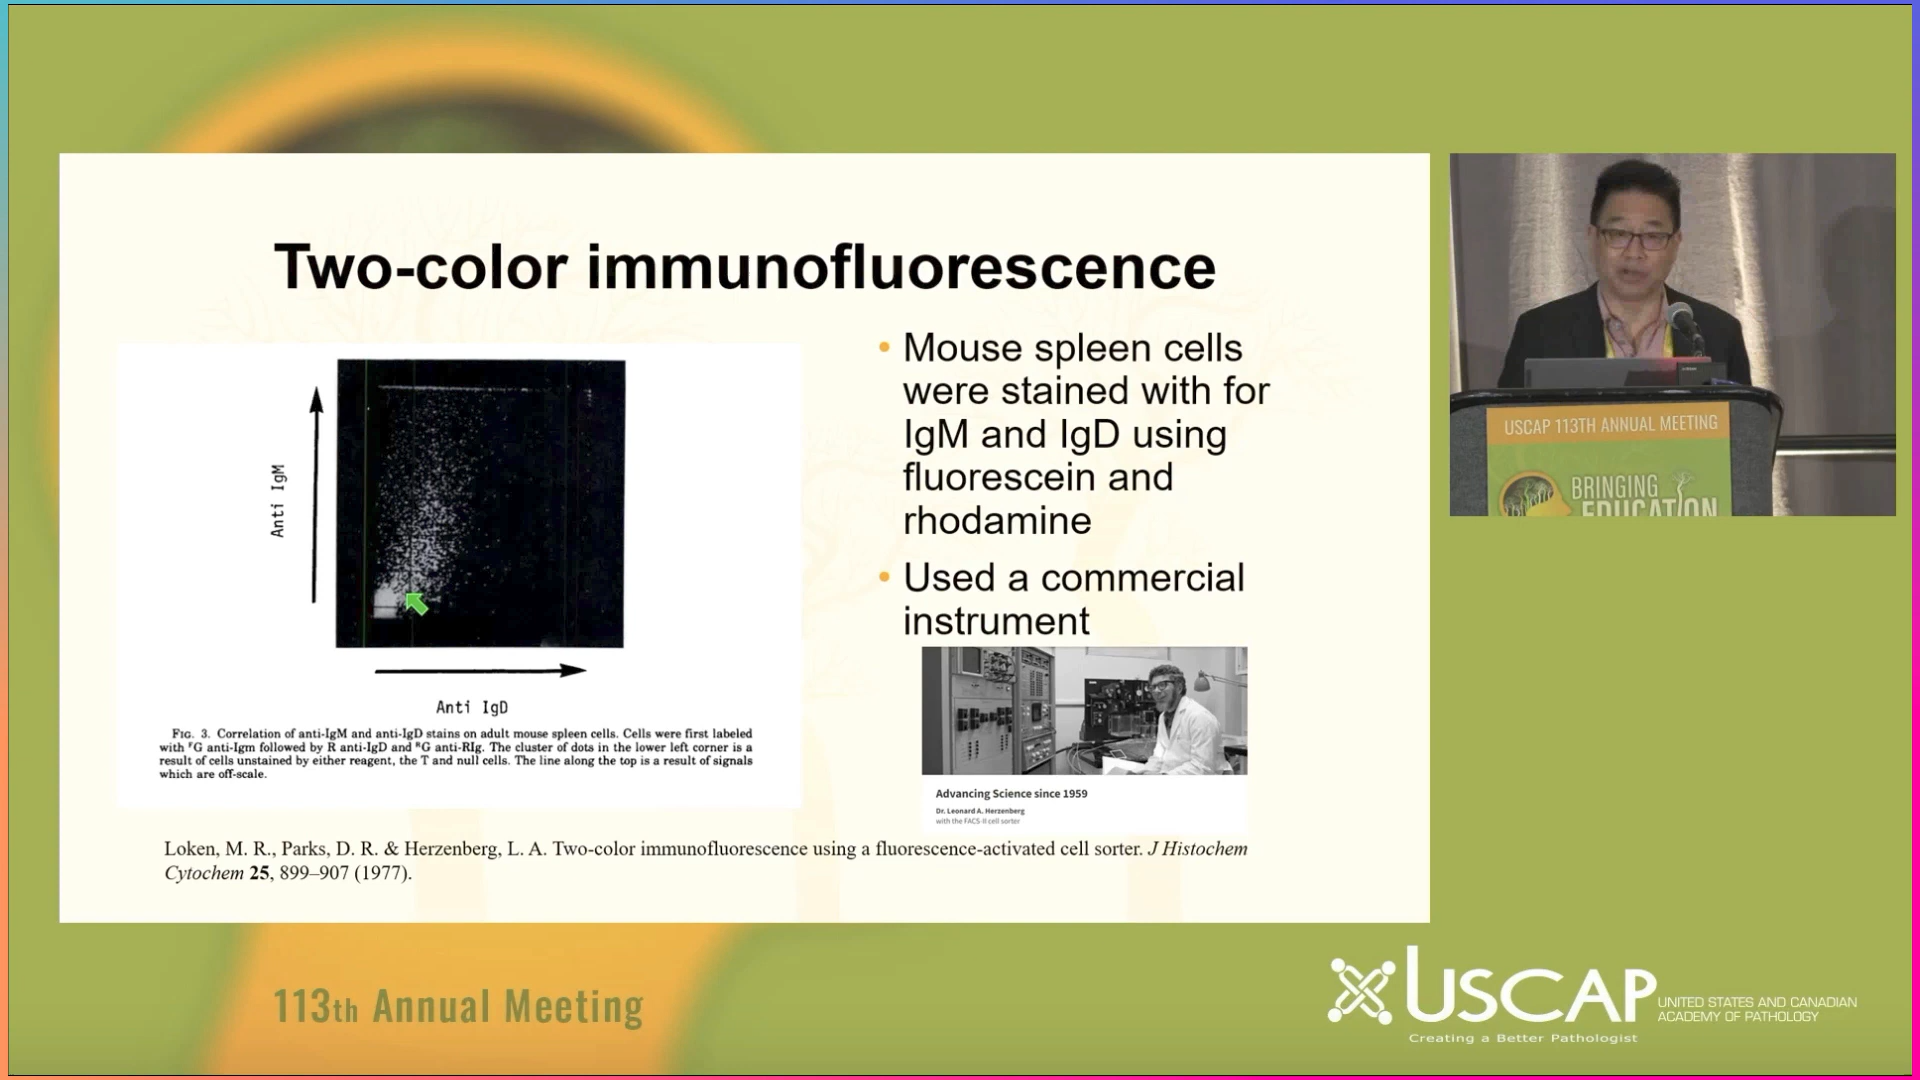 Two-color immunofluorescence
Anti IgM
Anti IgD
FIG. 3. Correlation of anti-IgM and anti-IgD stains on adult mouse spleen cells. Cells were first labeled
with FG anti-Igm followed by R anti-IgD and RG anti-RIg. The cluster of dots in the lower left corner is a
result of cells unstained by either reagent, the T and null cells. The line along the top is a result of signals
which are off-scale.
• Mouse spleen cells
were stained with for
IgM and IgD using
fluorescein and
rhodamine
• Used a commercial
instrument
Advancing Science since 1959
Dr. Leonard A. Herzenberg
with the FACS-II cell sorter
Loken, M. R., Parks, D. R. & Herzenberg, L. A. Two-color immunofluorescence using a fluorescence-activated cell sorter. J Histochem
Cytochem 25, 899–907 (1977).
USCAP 113TH ANNUAL MEETING
BRINGING
EDUCATION
113th Annual Meeting
USCAP
UNITED STATES AND CANADIAN
ACADEMY OF PATHOLOGY
Creating a Better Pathologist